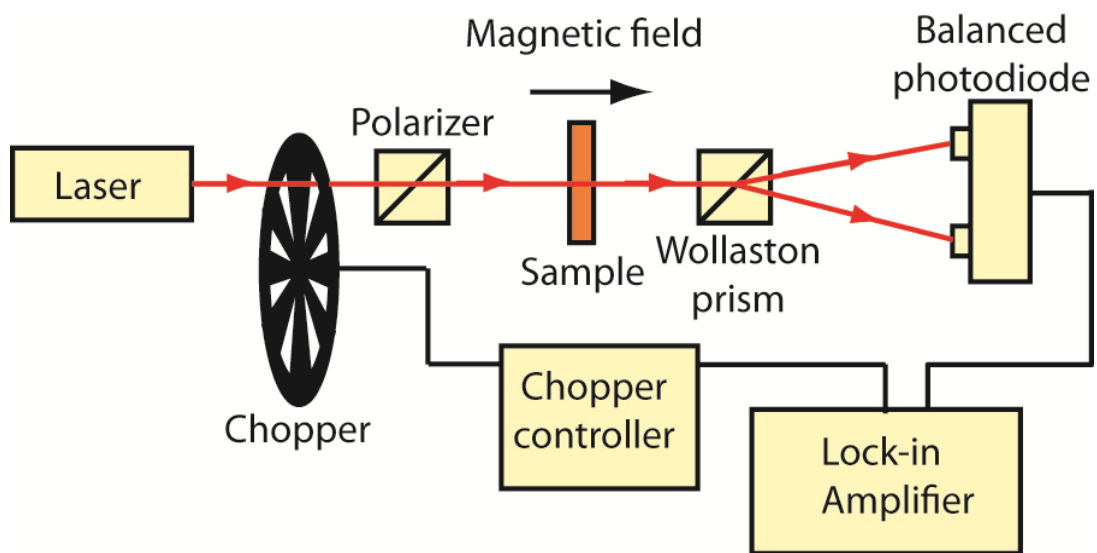 Magnetic field
Balanced
photodiode
Polarizer
Laser
Sample
Wollaston
prism
Chopper
Chopper
controller
Lock-in
Amplifier